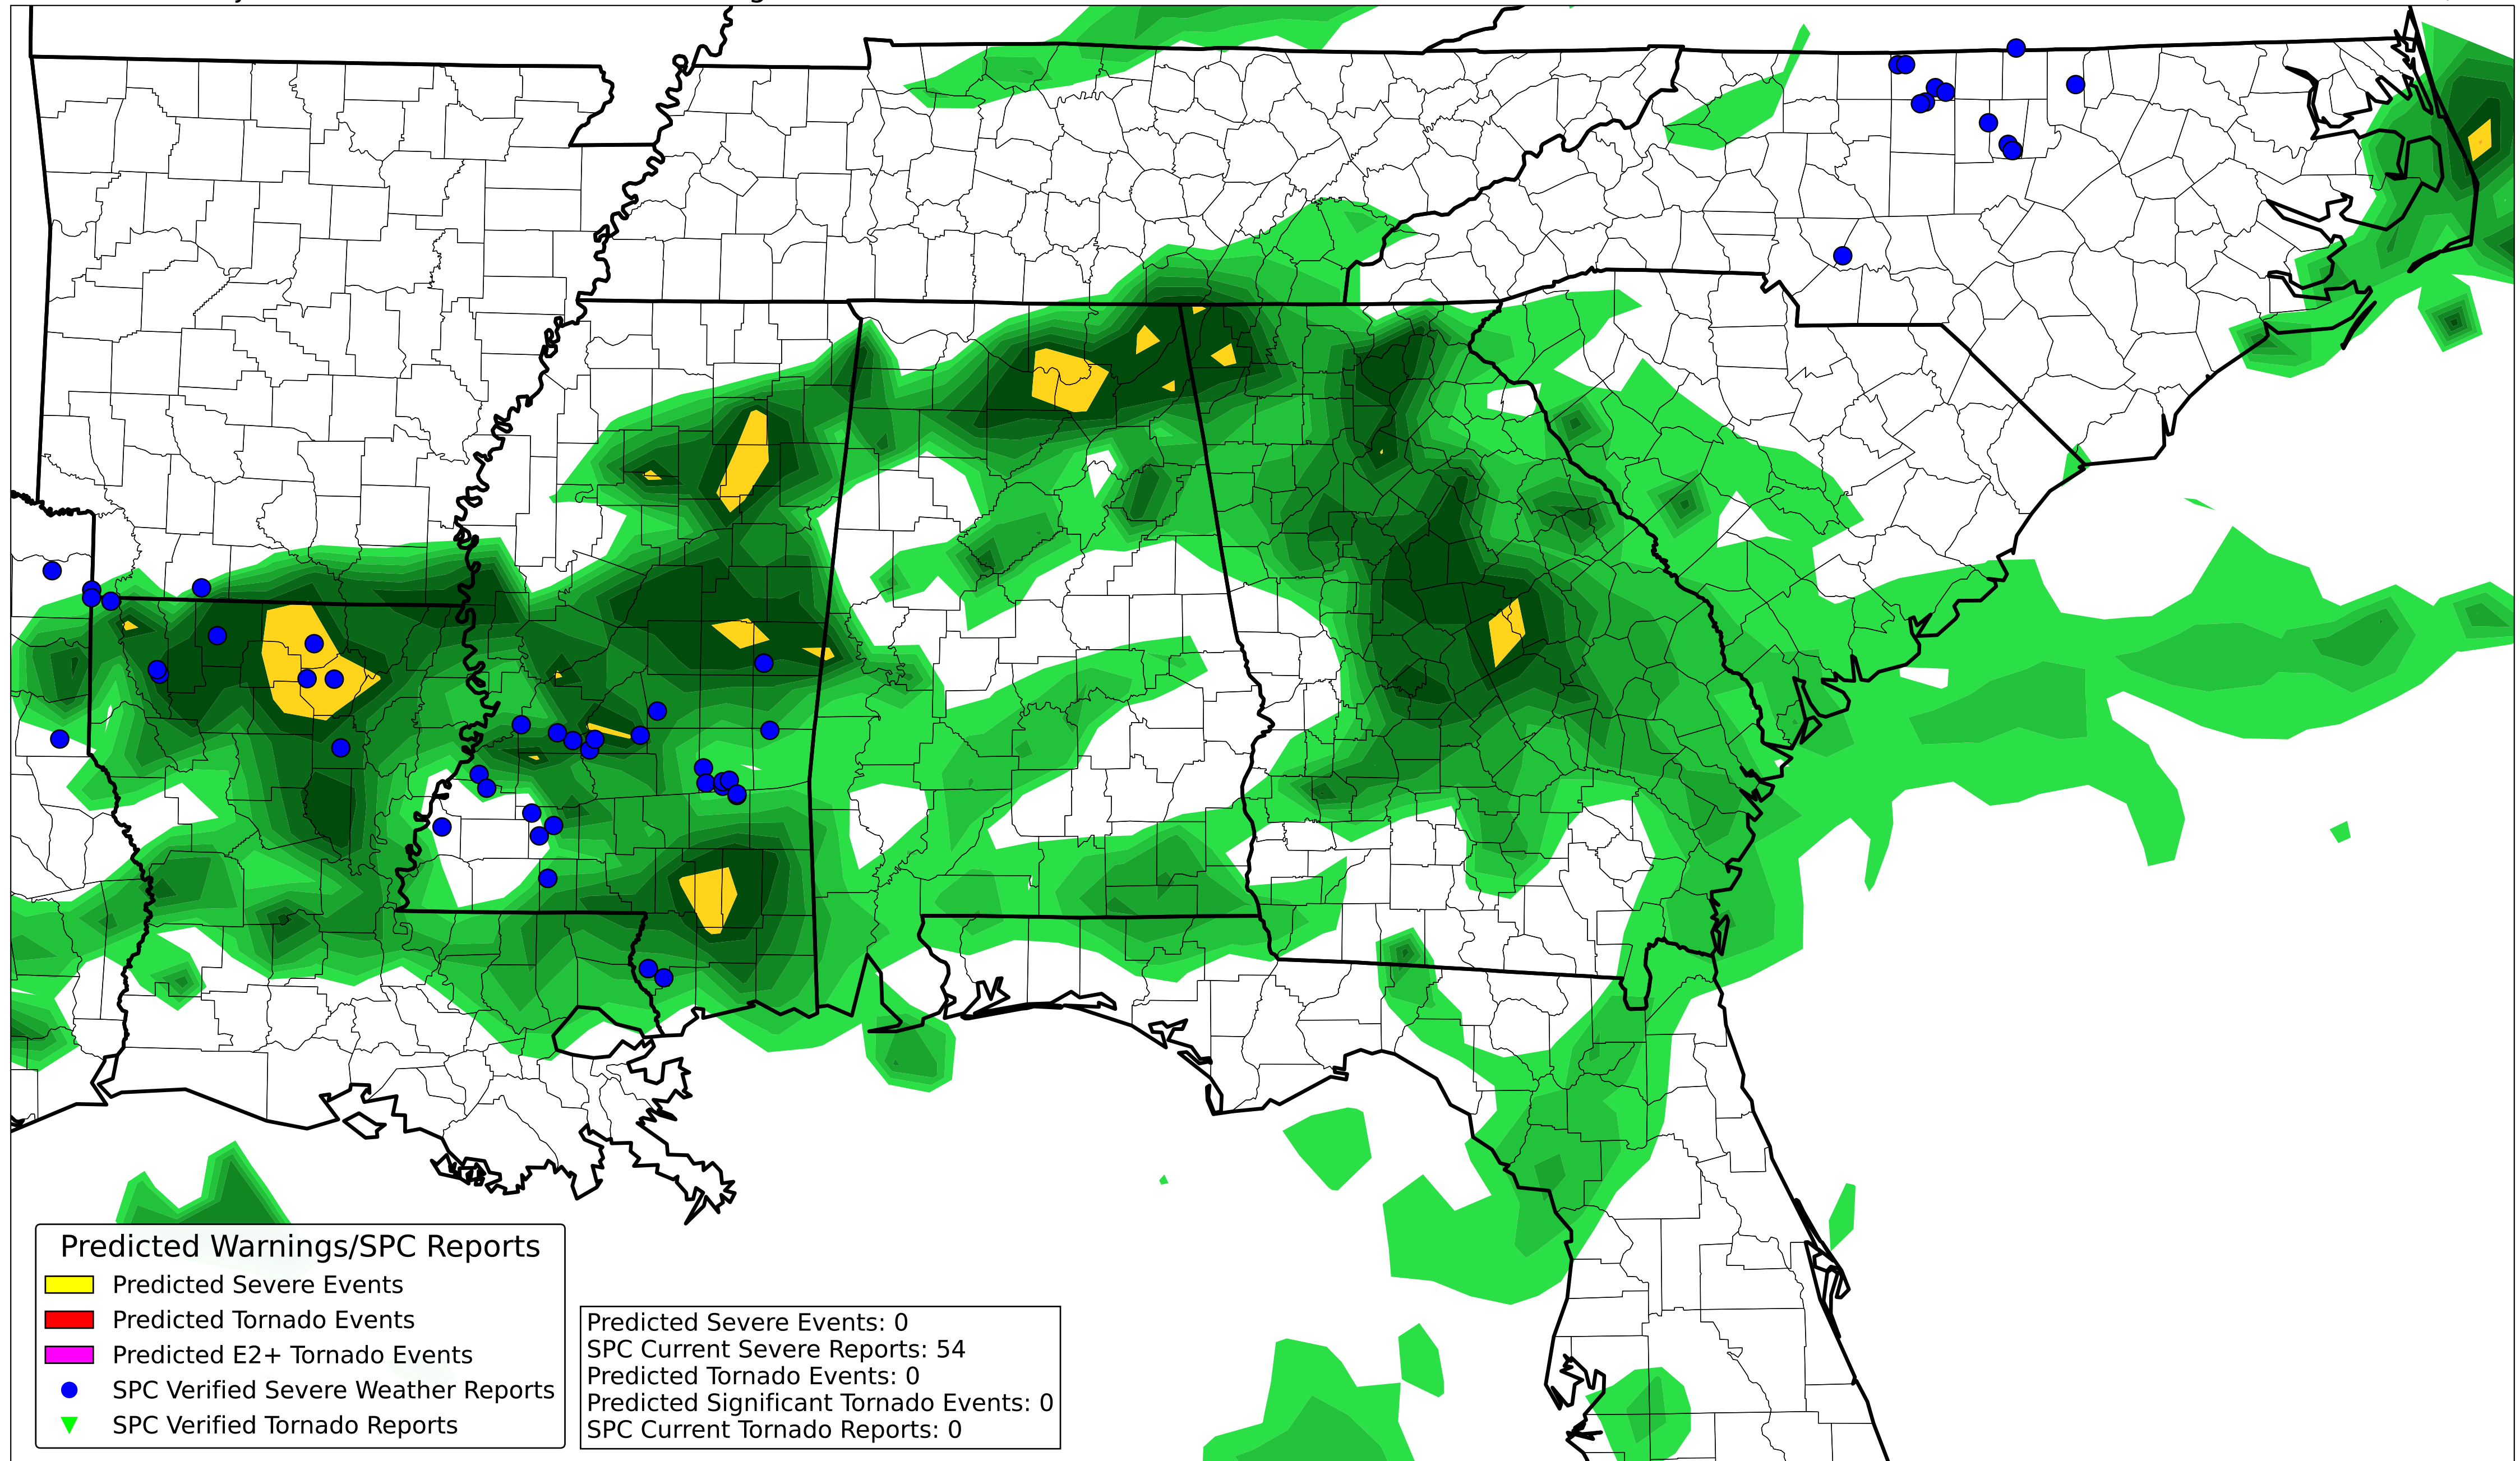 Predicted Warnings/SPC Reports
Predicted Severe Events
Predicted Tornado Events
Predicted E2+ Tornado Events
SPC Verified Severe Weather Reports
SPC Verified Tornado Reports
Predicted Severe Events: 0
SPC Current Severe Reports: 54
Predicted Tornado Events: 0
Predicted Significant Tornado Events: 0
SPC Current Tornado Reports: 0